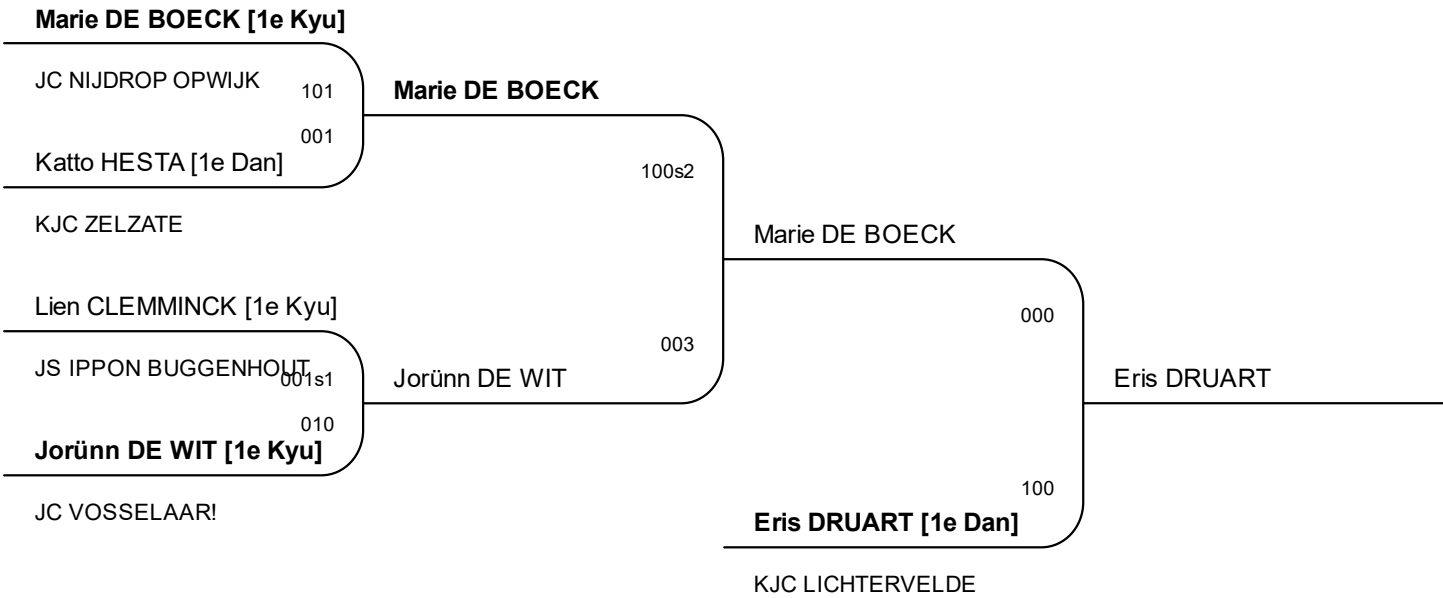 Marie DE BOECK [1e Kyu]
JC NIJDROP OPWIJK
101
Marie DE BOECK
001
Katto HESTA [1e Dan]
100s2
KJC ZELZATE
Marie DE BOECK
Lien CLEMMINCK [1e Kyu]
000
003
JS IPPON BUGGENHOUT
001s1
Jorünn DE WIT
Eris DRUART
010
Jorünn DE WIT [1e Kyu]
100
JC VOSSELAAR!
Eris DRUART [1e Dan]
KJC LICHTERVELDE